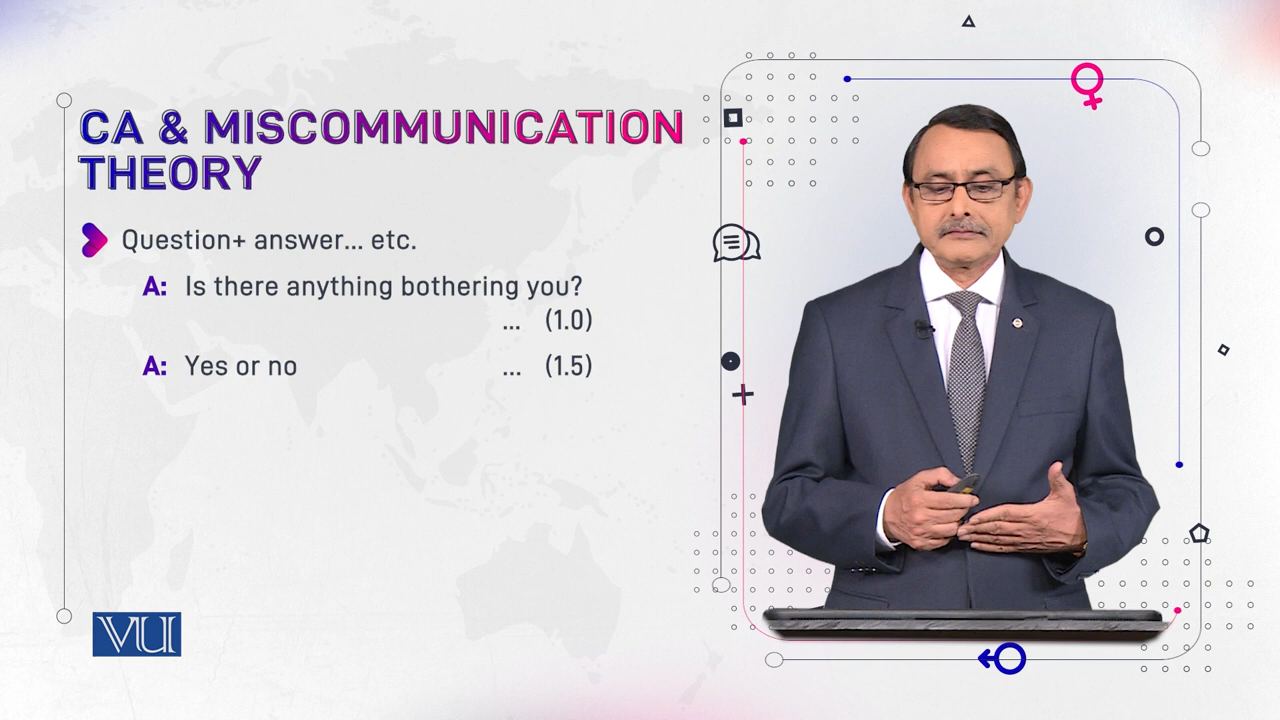 CA & MISCOMMUNICATION
THEORY
Question+ answer... etc.
A: Is there anything bothering you?
... (1.0)
A: Yes or no ... (1.5)
VU